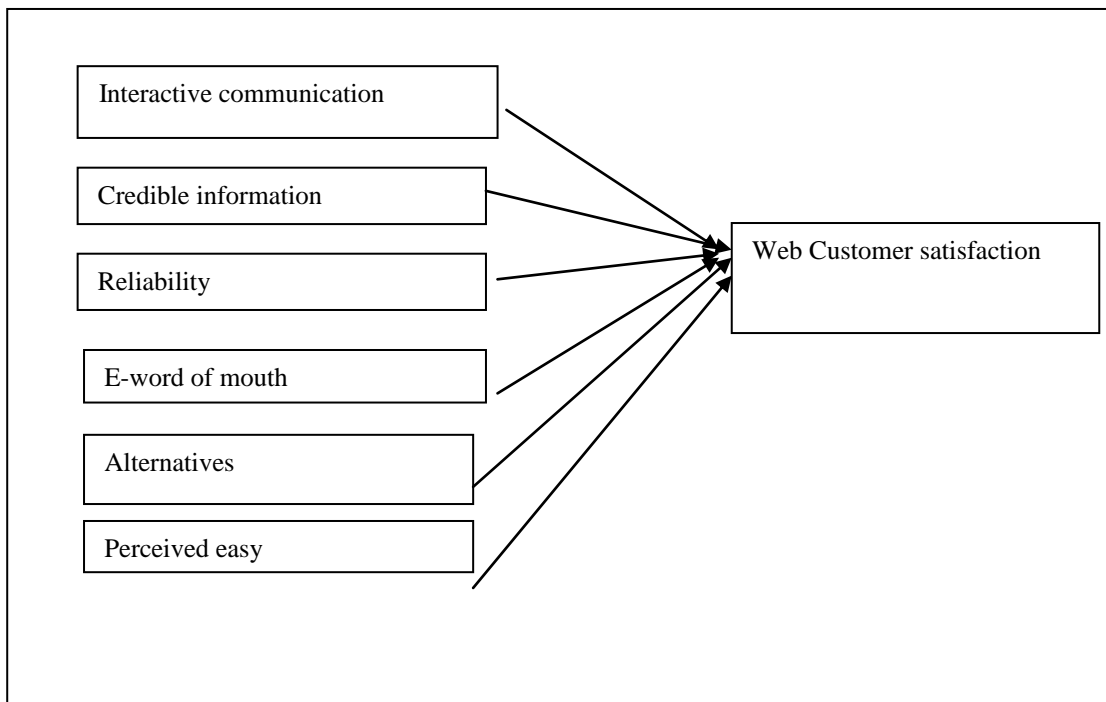 Interactive communication
Credible information
Reliability
E-word of mouth
Alternatives
Perceived easy
Web Customer satisfaction